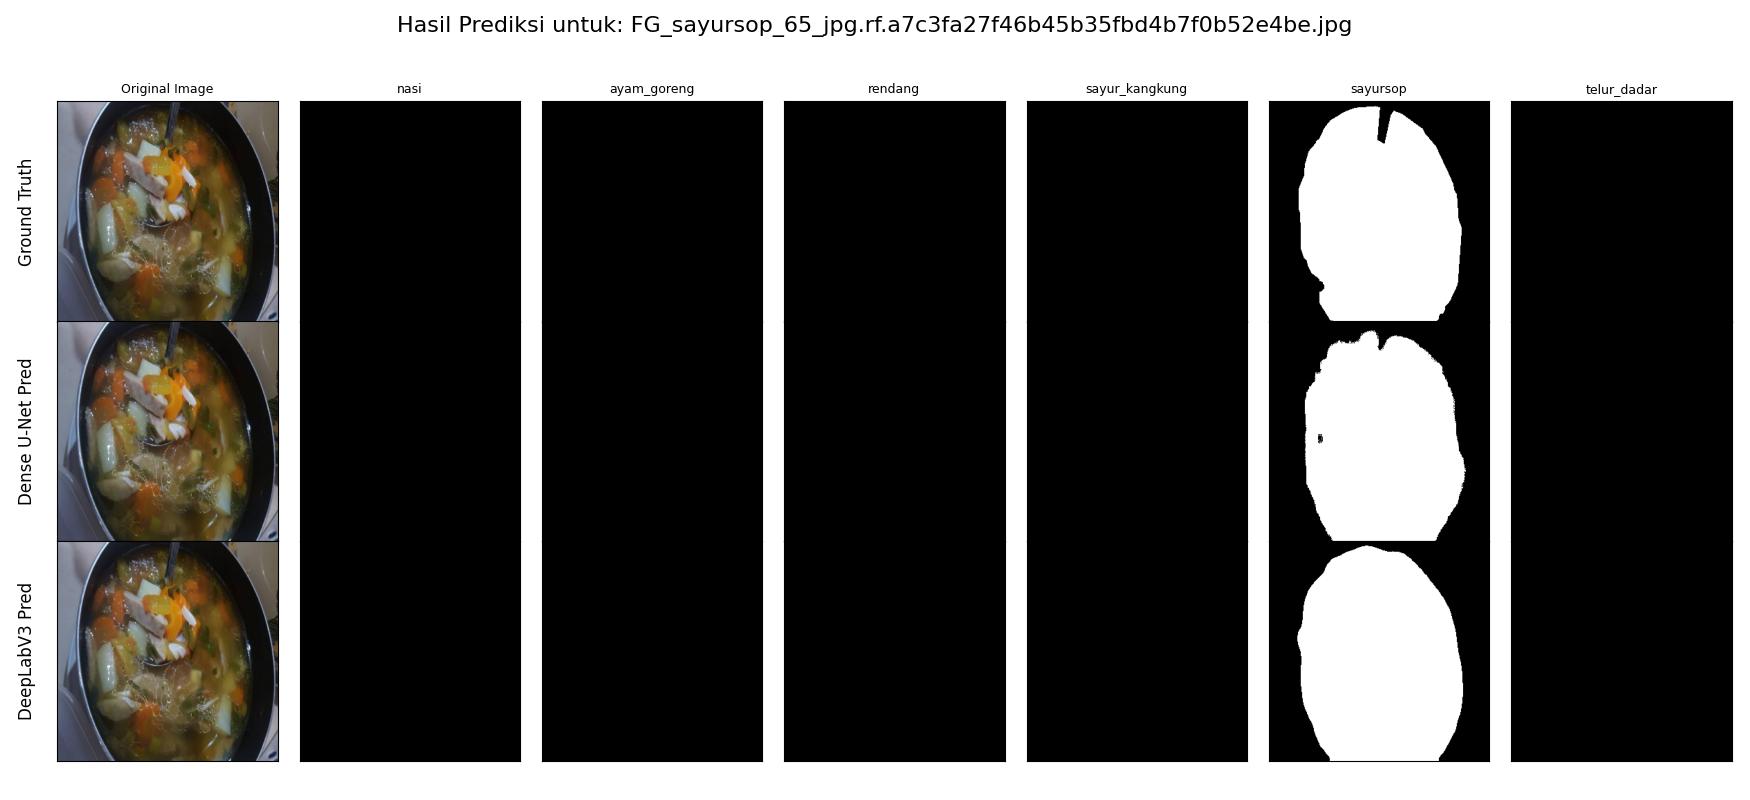 Hasil Prediksi untuk: FG_sayursop_65_jpg.rf.a7c3fa27f46b45b35fbd4b7f0b52e4be.jpg
Original Image
nasi
ayam_goreng
rendang
sayur_kangkung
sayursop
telur_dadar
Ground Truth
Dense U-Net Pred
DeepLabV3 Pred